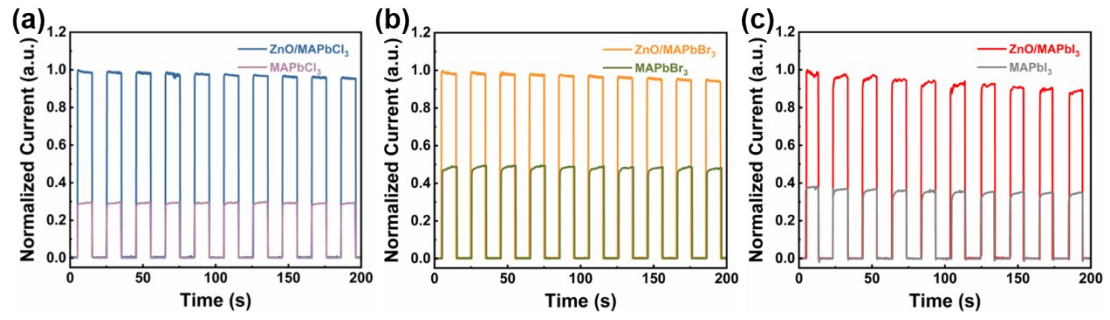 (a)
Normalized Current (a.u.)
1.2
1.0
0.8
0.6
0.4
0.2
0.0
ZnO/MAPbCl₃
MAPbCl₃
0 50 100 150 200
Time (s)
(b)
Normalized Current (a.u.)
1.2
1.0
0.8
0.6
0.4
0.2
0.0
ZnO/MAPbBr₃
MAPbBr₃
0 50 100 150 200
Time (s)
(c)
Normalized Current (a.u.)
1.2
1.0
0.8
0.6
0.4
0.2
0.0
ZnO/MAPbI₃
MAPbI₃
0 50 100 150 200
Time (s)